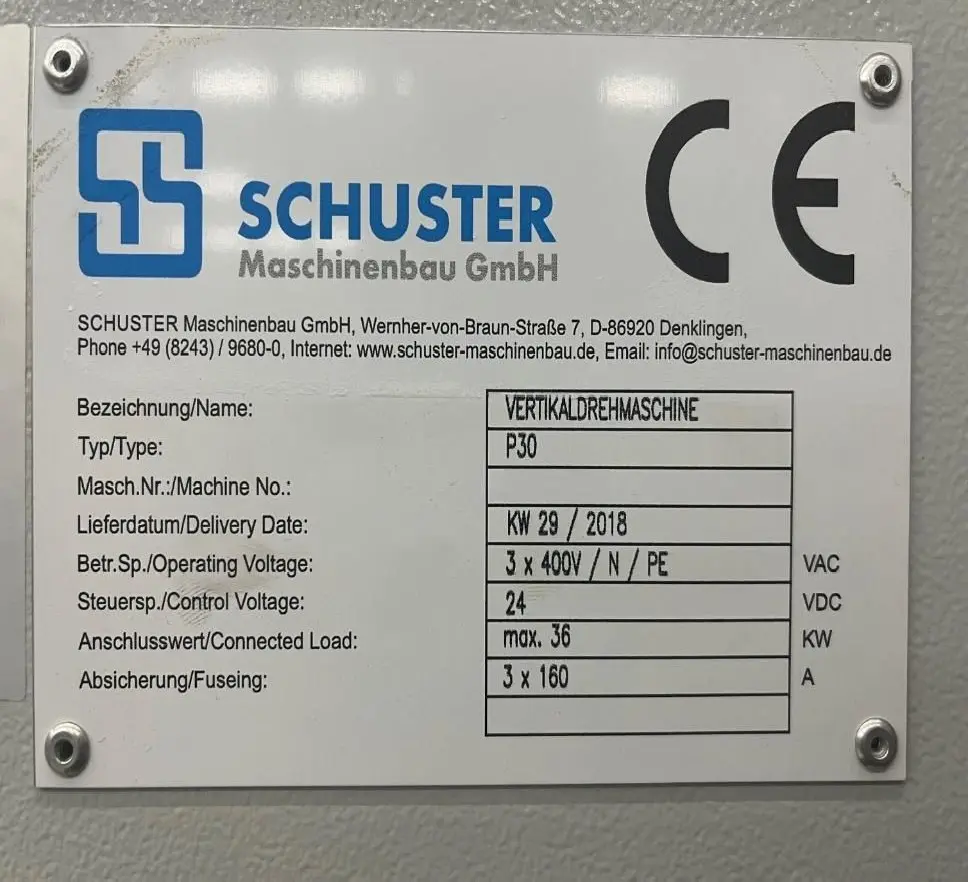 SCHUSTER
Maschinenbau GmbH
CE
SCHUSTER Maschinenbau GmbH, Wernher-von-Braun-Straße 7, D-86920 Denklingen,
Phone +49 (8243) / 9680-0, Internet: www.schuster-maschinenbau.de, Email: info@schuster-maschinenbau.de
Bezeichnung/Name: VERTIKALDREHMASCHINE
Typ/Type: P30
Masch.Nr.:/Machine No.:
Lieferdatum/Delivery Date: KW 29 / 2018
Betr.Sp./Operating Voltage: 3 x 400V / N / PE VAC
Steuersp./Control Voltage: 24 VDC
Anschlusswert/Connected Load: max. 36 KW
Absicherung/Fuseing: 3 x 160 A